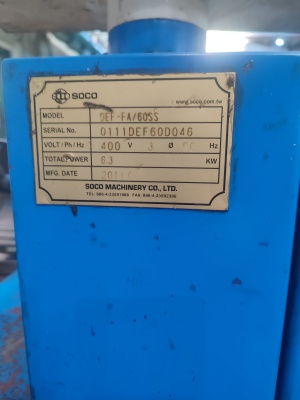 SOCO
www.soco.com.tw
MODEL DEF-FA/60SS
SERIAL No. 0111DEF60D046
VOLT / Ph / Hz 400 V 3 Ø Hz
TOTAL POWER 6.3 KW
MFG. DATE
SOCO MACHINERY CO., LTD.